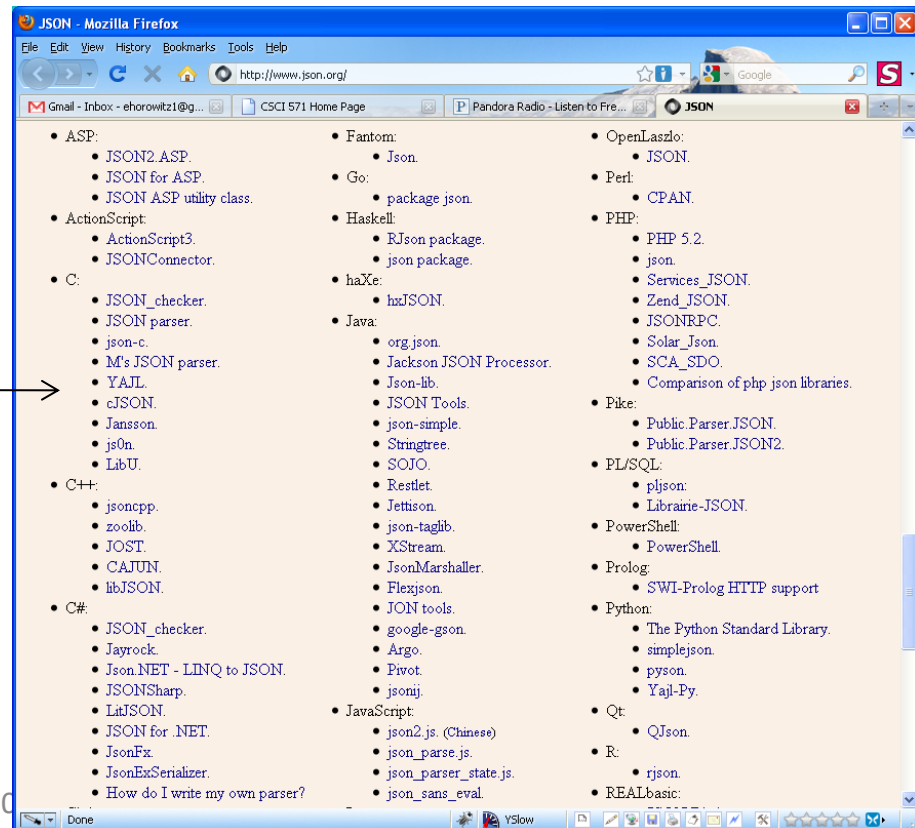 JSON - Mozilla Firefox
File Edit View History Bookmarks Tools Help
http://www.json.org/
Google
Gmail - Inbox - ehorowitz1@g...
CSCI 571 Home Page
Pandora Radio - Listen to Fre...
JSON
ASP:
JSON2.ASP.
JSON for ASP.
JSON ASP utility class.
ActionScript:
ActionScript3.
JSONConnector.
C:
JSON_checker.
JSON parser.
json-c.
M's JSON parser.
YAJL.
cJSON.
Jansson.
js0n.
LibU.
C++:
jsoncpp.
zoolib.
JOST.
CAJUN.
libJSON.
C#:
JSON_checker.
Jayrock.
Json.NET - LINQ to JSON.
JSONSharp.
LitJSON.
JSON for .NET.
JsonFx.
JsonExSerializer.
How do I write my own parser?
Fantom:
Json.
Go:
package json.
Haskell:
RJson package.
json package.
haXe:
hxJSON.
Java:
org.json.
Jackson JSON Processor.
Json-lib.
JSON Tools.
json-simple.
Stringtree.
SOJO.
Restlet.
Jettison.
json-taglib.
XStream.
JsonMarshaller.
Flexjson.
JON tools.
google-gson.
Argo.
Pivot.
jsonij.
JavaScript:
json2.js. (Chinese)
json_parse.js.
json_parser_state.js.
json_sans_eval.
OpenLaszlo:
JSON.
Perl:
CPAN.
PHP:
PHP 5.2.
json.
Services_JSON.
Zend_JSON.
JSONRPC.
Solar_Json.
SCA_SDO.
Comparison of php json libraries.
Pike:
Public.Parser.JSON.
Public.Parser.JSON2.
PL/SQL:
pljson:
Librairie-JSON.
PowerShell:
PowerShell.
Prolog:
SWI-Prolog HTTP support
Python:
The Python Standard Library.
simplejson.
pyson.
Yajl-Py.
Qt:
QJson.
R:
rjson.
REALbasic:
Done
YSlow